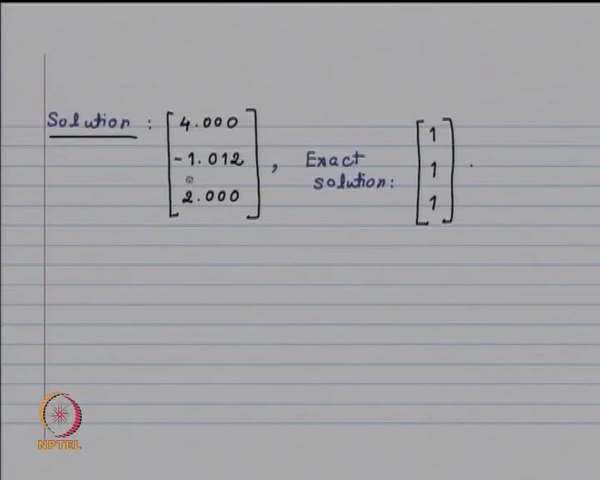 Solution : [4.000
-1.012
2.000] , Exact solution: [1
1
1] .
NPTEL